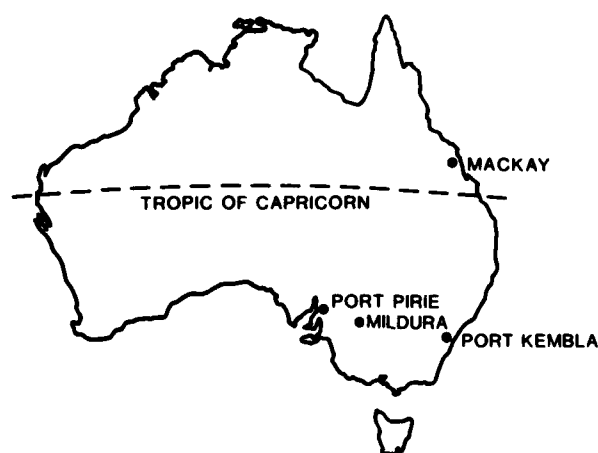 MACKAY
TROPIC OF CAPRICORN
PORT PIRIE
MILDURA
PORT KEMBLA